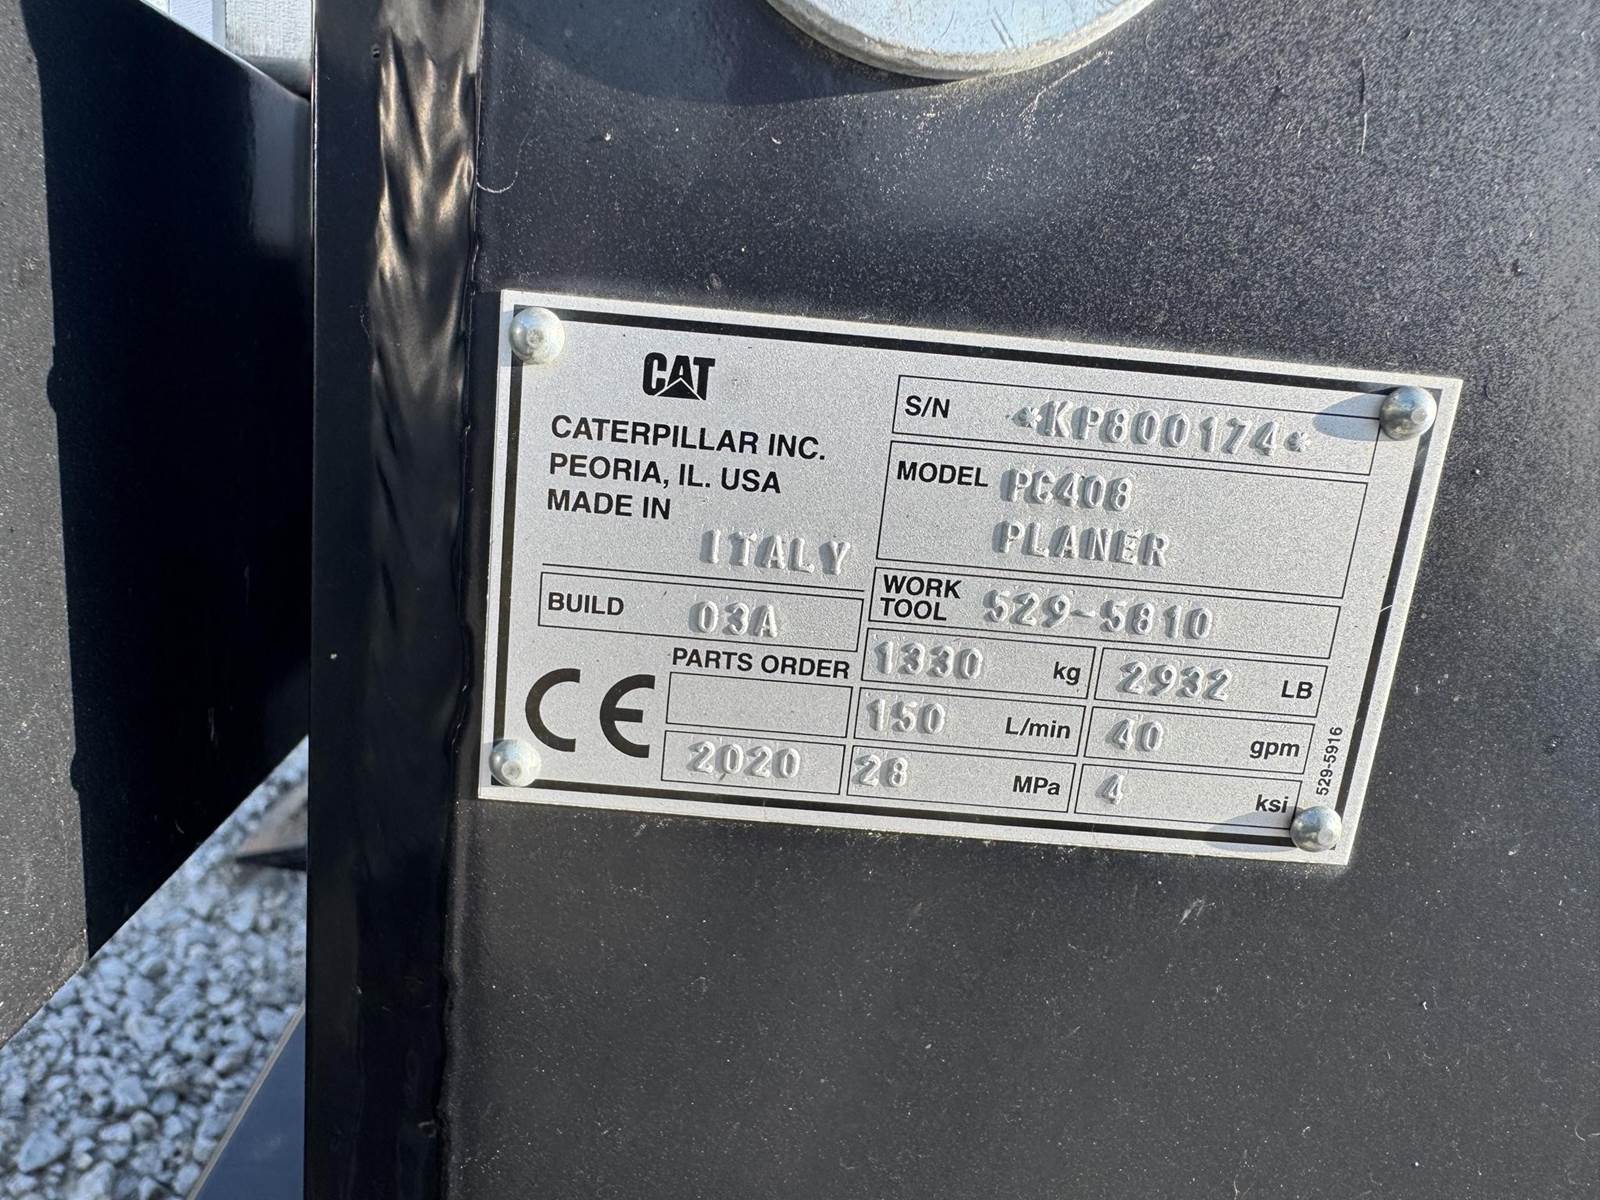 CAT
CATERPILLAR INC.
PEORIA, IL. USA
MADE IN
ITALY
BUILD 03A
CE
PARTS ORDER
2020
S/N *KP800174*
MODEL PC408
PLANER
WORK
TOOL 529-5810
1330 kg 2932 LB
150 L/min 40 gpm
28 MPa 4 ksi
529-5916